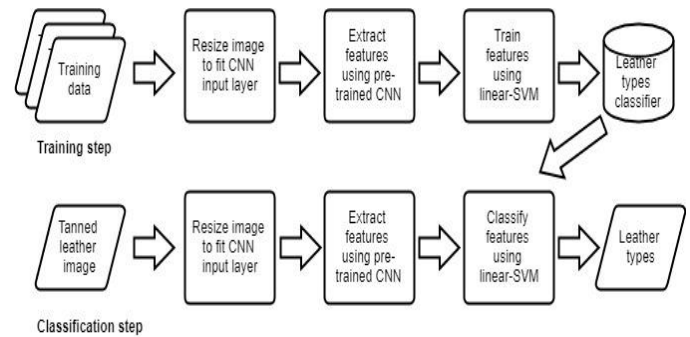 Training
data
Resize image
to fit CNN
input layer
Extract
features
using pre-
trained CNN
Train
features
using
linear-SVM
Leather
types
classifier
Training step
Tanned
leather
image
Resize image
to fit CNN
input layer
Extract
features
using pre-
trained CNN
Classify
features
using
linear-SVM
Leather
types
Classification step